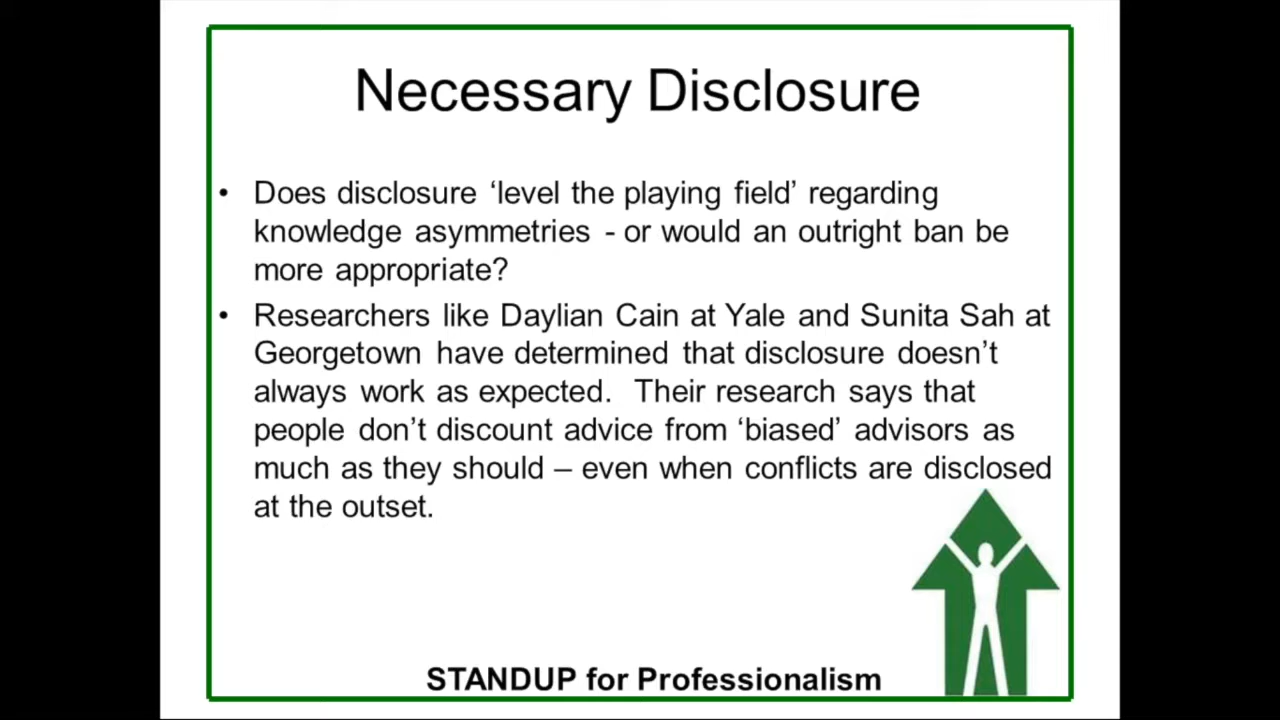 Necessary Disclosure
• Does disclosure ‘level the playing field’ regarding
knowledge asymmetries - or would an outright ban be
more appropriate?
• Researchers like Daylian Cain at Yale and Sunita Sah at
Georgetown have determined that disclosure doesn’t
always work as expected.  Their research says that
people don’t discount advice from ‘biased’ advisors as
much as they should – even when conflicts are disclosed
at the outset.
STANDUP for Professionalism